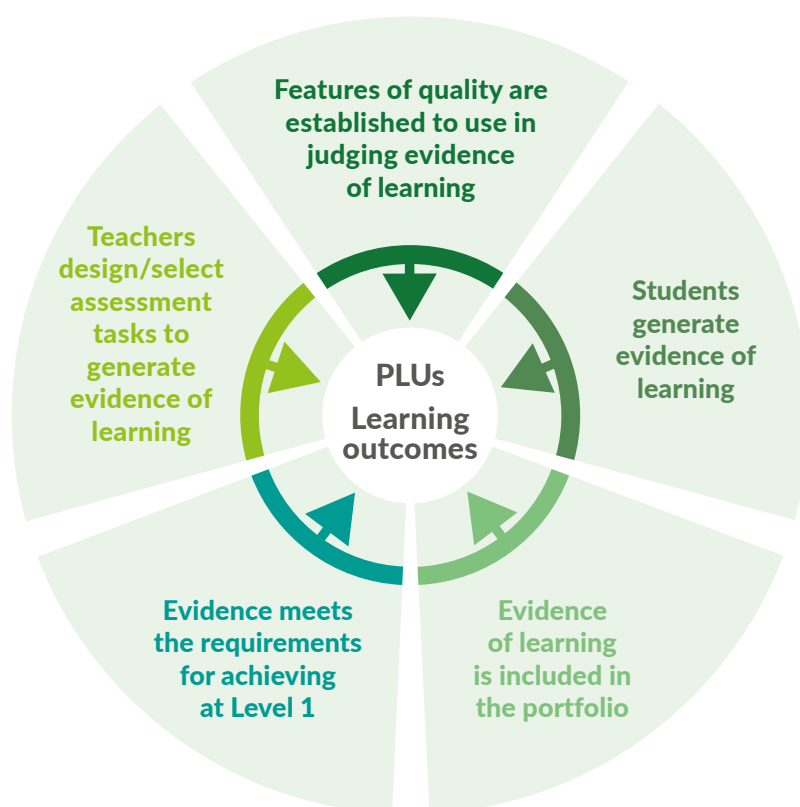 Features of quality are
established to use in
judging evidence
of learning
Students
generate
evidence of
learning
Evidence
of learning
is included in
the portfolio
Evidence meets
the requirements
for achieving
at Level 1
Teachers
design/select
assessment
tasks to
generate
evidence of
learning
PLUs
Learning
outcomes